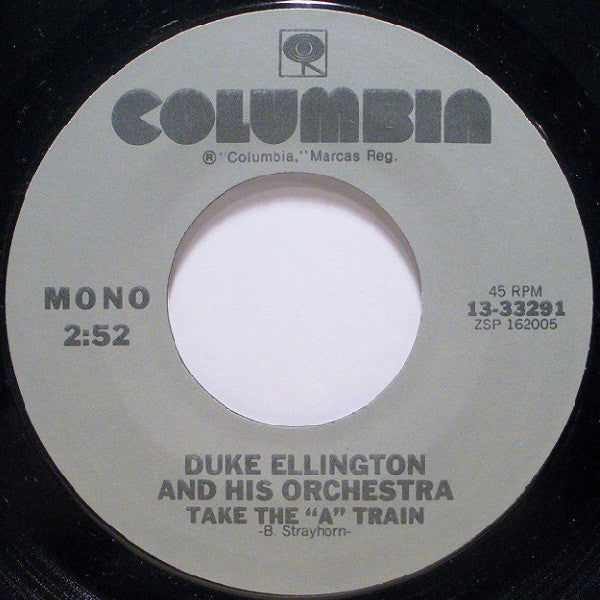 COLUMBIA
® "Columbia," Marcas Reg.
MONO
2:52
45 RPM
13-33291
ZSP 162005
DUKE ELLINGTON
AND HIS ORCHESTRA
TAKE THE "A" TRAIN
-B. Strayhorn-